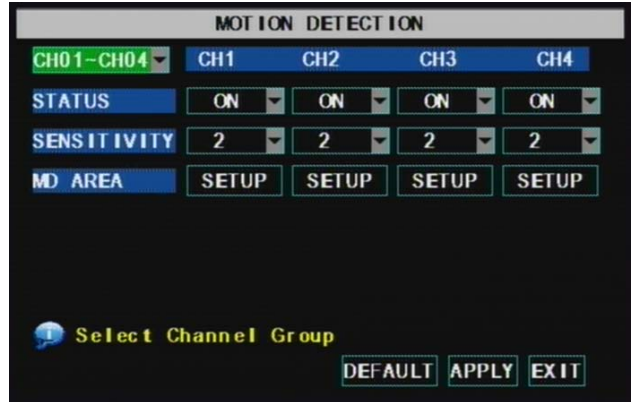 MOTION DETECTION
CH01~CH04 CH1 CH2 CH3 CH4
STATUS ON ON ON ON
SENSITIVITY 2 2 2 2
MD AREA SETUP SETUP SETUP SETUP
Select Channel Group
DEFAULT APPLY EXIT